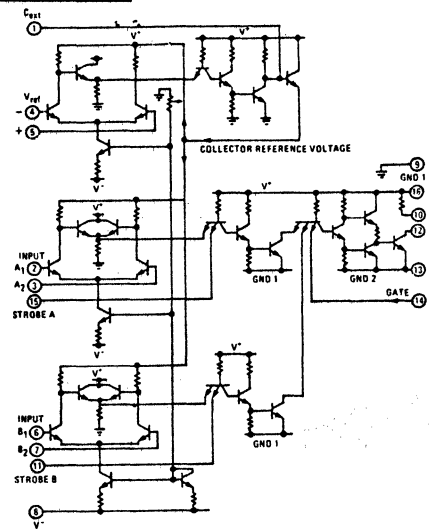 Cext
1
V+
V+
Vref
- 4
+ 5
V-
COLLECTOR REFERENCE VOLTAGE
9
GND 1
V+
V+
16
10
12
INPUT
A1 2
A2 3
13
GND 1
GND 2
15
GATE
14
STROBE A
V-
V+
V+
INPUT
B1 6
B2 7
GND 1
11
STROBE B
8
V-